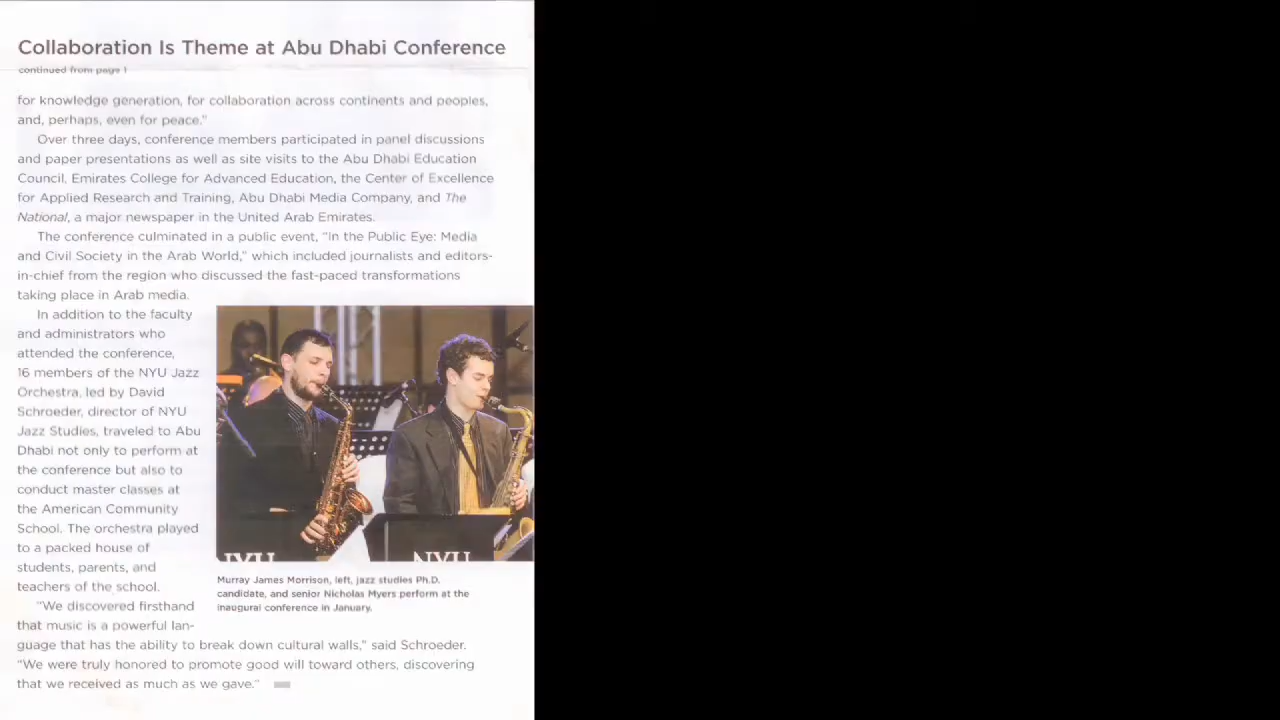 Collaboration Is Theme at Abu Dhabi Conference
continued from page 1
for knowledge generation, for collaboration across continents and peoples,
and, perhaps, even for peace."
Over three days, conference members participated in panel discussions
and paper presentations as well as site visits to the Abu Dhabi Education
Council, Emirates College for Advanced Education, the Center of Excellence
for Applied Research and Training, Abu Dhabi Media Company, and The
National, a major newspaper in the United Arab Emirates.
The conference culminated in a public event, "In the Public Eye: Media
and Civil Society in the Arab World," which included journalists and editors-
in-chief from the region who discussed the fast-paced transformations
taking place in Arab media.
In addition to the faculty
and administrators who
attended the conference,
16 members of the NYU Jazz
Orchestra, led by David
Schroeder, director of NYU
Jazz Studies, traveled to Abu
Dhabi not only to perform at
the conference but also to
conduct master classes at
the American Community
School. The orchestra played
to a packed house of
students, parents, and
teachers of the school.
"We discovered firsthand
that music is a powerful lan-
guage that has the ability to break down cultural walls," said Schroeder.
"We were truly honored to promote good will toward others, discovering
that we received as much as we gave."
NYU
NYU
Murray James Morrison, left, jazz studies Ph.D.
candidate, and senior Nicholas Myers perform at the
inaugural conference in January.